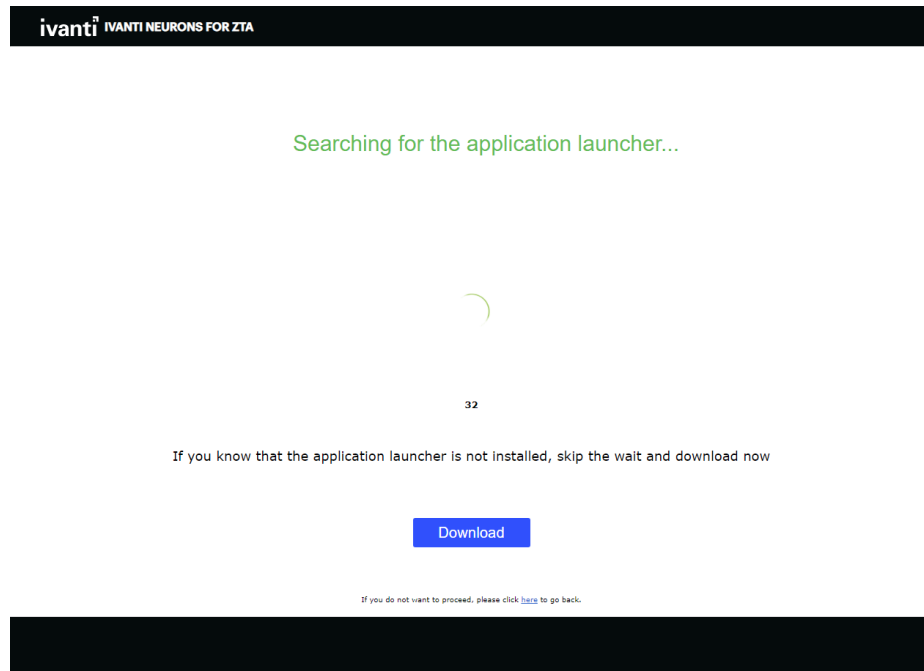 ivanti IVANTI NEURONS FOR ZTA
Searching for the application launcher...
32
If you know that the application launcher is not installed, skip the wait and download now
Download
If you do not want to proceed, please click here to go back.